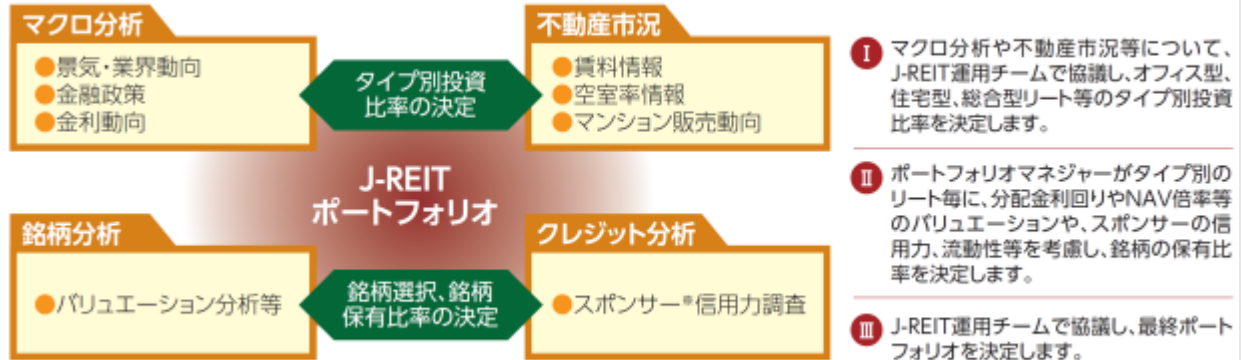 マクロ分析
●景気・業界動向
●金融政策
●金利動向
タイプ別投資
比率の決定
不動産市況
●賃料情報
●空室率情報
●マンション販売動向
J-REIT
ポートフォリオ
銘柄分析
●バリュエーション分析等
銘柄選択、銘柄
保有比率の決定
クレジット分析
●スポンサー※信用力調査
Ⅰ マクロ分析や不動産市況等について、
J-REIT運用チームで協議し、オフィス型、
住宅型、総合型リート等のタイプ別投資
比率を決定します。
Ⅱ ポートフォリオマネジャーがタイプ別の
リート毎に、分配金利回りやNAV倍率等
のバリュエーションや、スポンサーの信
用力、流動性等を考慮し、銘柄の保有比
率を決定します。
Ⅲ J-REIT運用チームで協議し、最終ポート
フォリオを決定します。